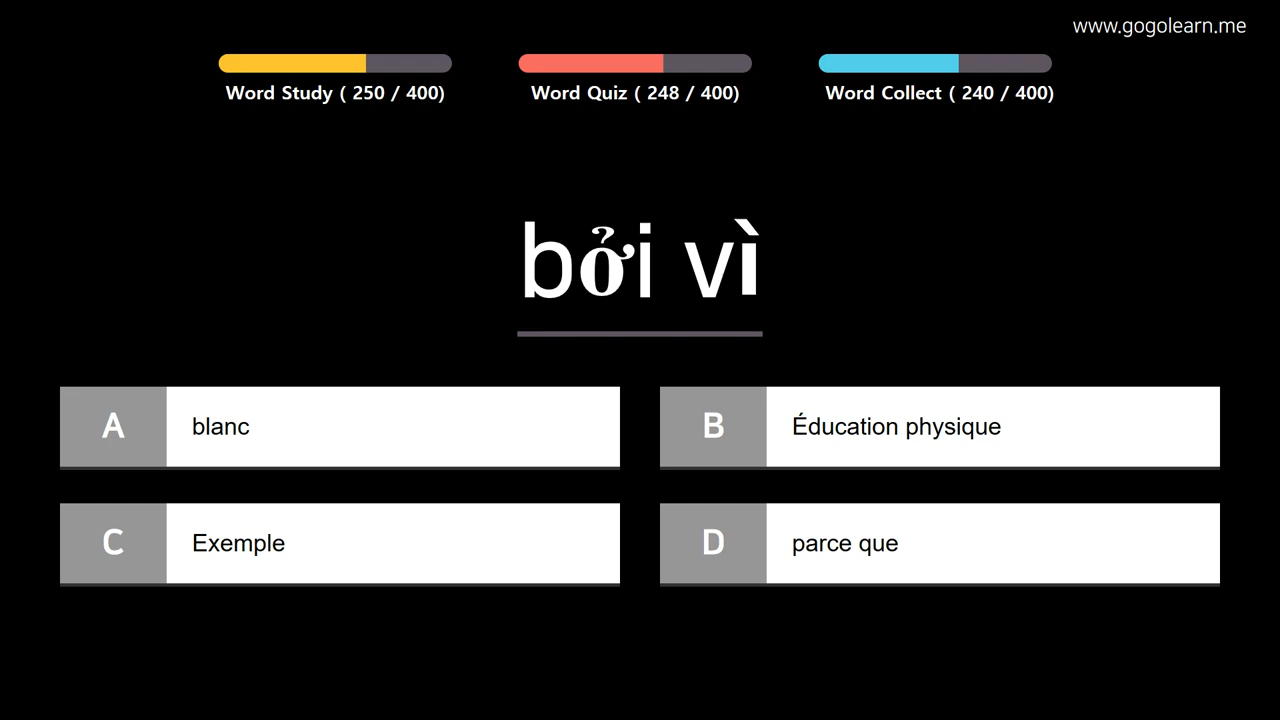 www.gogolearn.me
Word Study ( 250 / 400)
Word Quiz ( 248 / 400)
Word Collect ( 240 / 400)
bởi vì
A
blanc
B
Éducation physique
C
Exemple
D
parce que